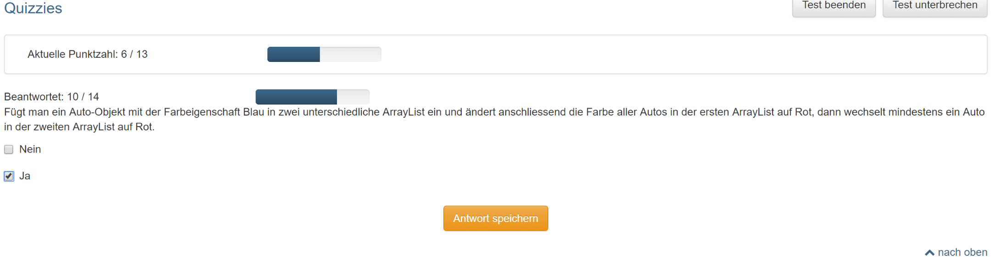 Quizzies
Test beenden
Test unterbrechen
Aktuelle Punktzahl: 6 / 13
Beantwortet: 10 / 14
Fügt man ein Auto-Objekt mit der Farbeigenschaft Blau in zwei unterschiedliche ArrayList ein und ändert anschliessend die Farbe aller Autos in der ersten ArrayList auf Rot, dann wechselt mindestens ein Auto
in der zweiten ArrayList auf Rot.
Nein
Ja
Antwort speichern
nach oben